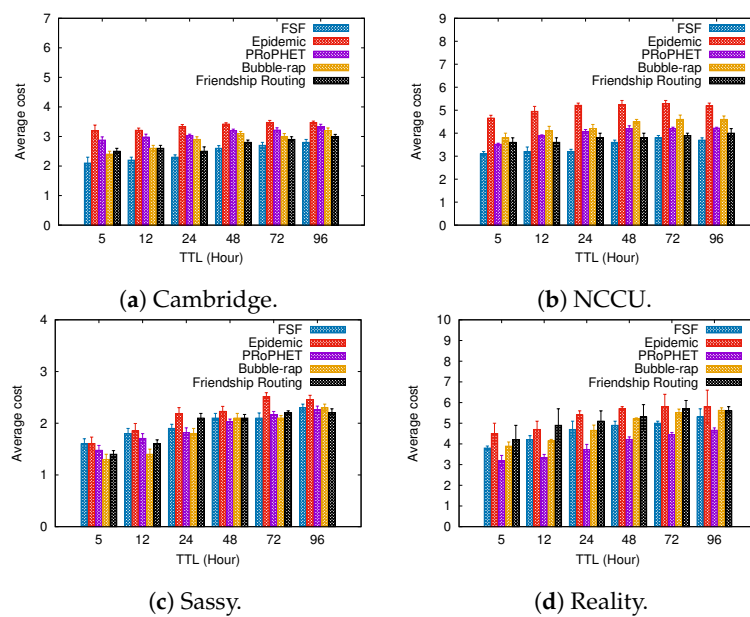 7
6
5
4
3
2
1
0
Average cost
FSF
Epidemic
PRoPHET
Bubble-rap
Friendship Routing
5 12 24 48 72 96
TTL (Hour)
(a) Cambridge.
9
8
7
6
5
4
3
2
1
0
Average cost
FSF
Epidemic
PRoPHET
Bubble-rap
Friendship Routing
5 12 24 48 72 96
TTL (Hour)
(b) NCCU.
4
3
2
1
0
Average cost
FSF
Epidemic
PRoPHET
Bubble-rap
Friendship Routing
5 12 24 48 72 96
TTL (Hour)
(c) Sassy.
10
9
8
7
6
5
4
3
2
1
0
Average cost
FSF
Epidemic
PRoPHET
Bubble-rap
Friendship Routing
5 12 24 48 72 96
TTL (Hour)
(d) Reality.